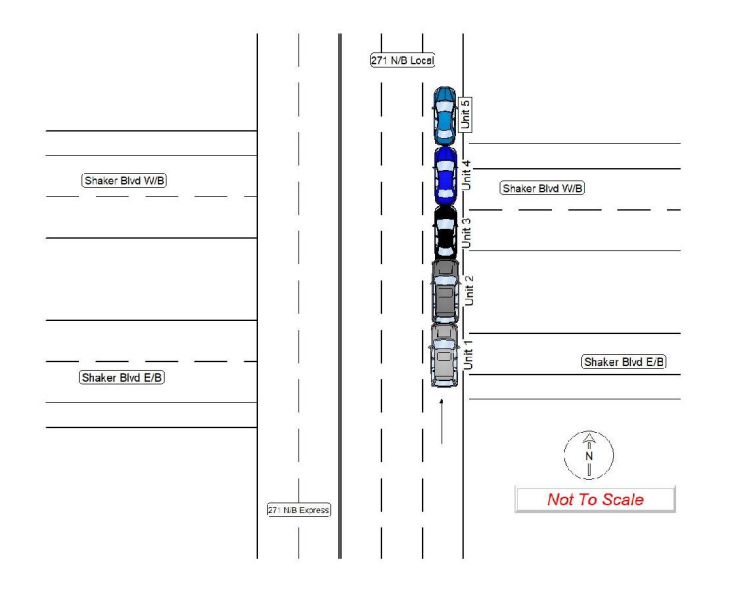 271 N/B Local
Unit 5
Unit 4
Shaker Blvd W/B
Shaker Blvd W/B
Unit 3
Unit 2
Unit 1
Shaker Blvd E/B
Shaker Blvd E/B
N
Not To Scale
271 N/B Express